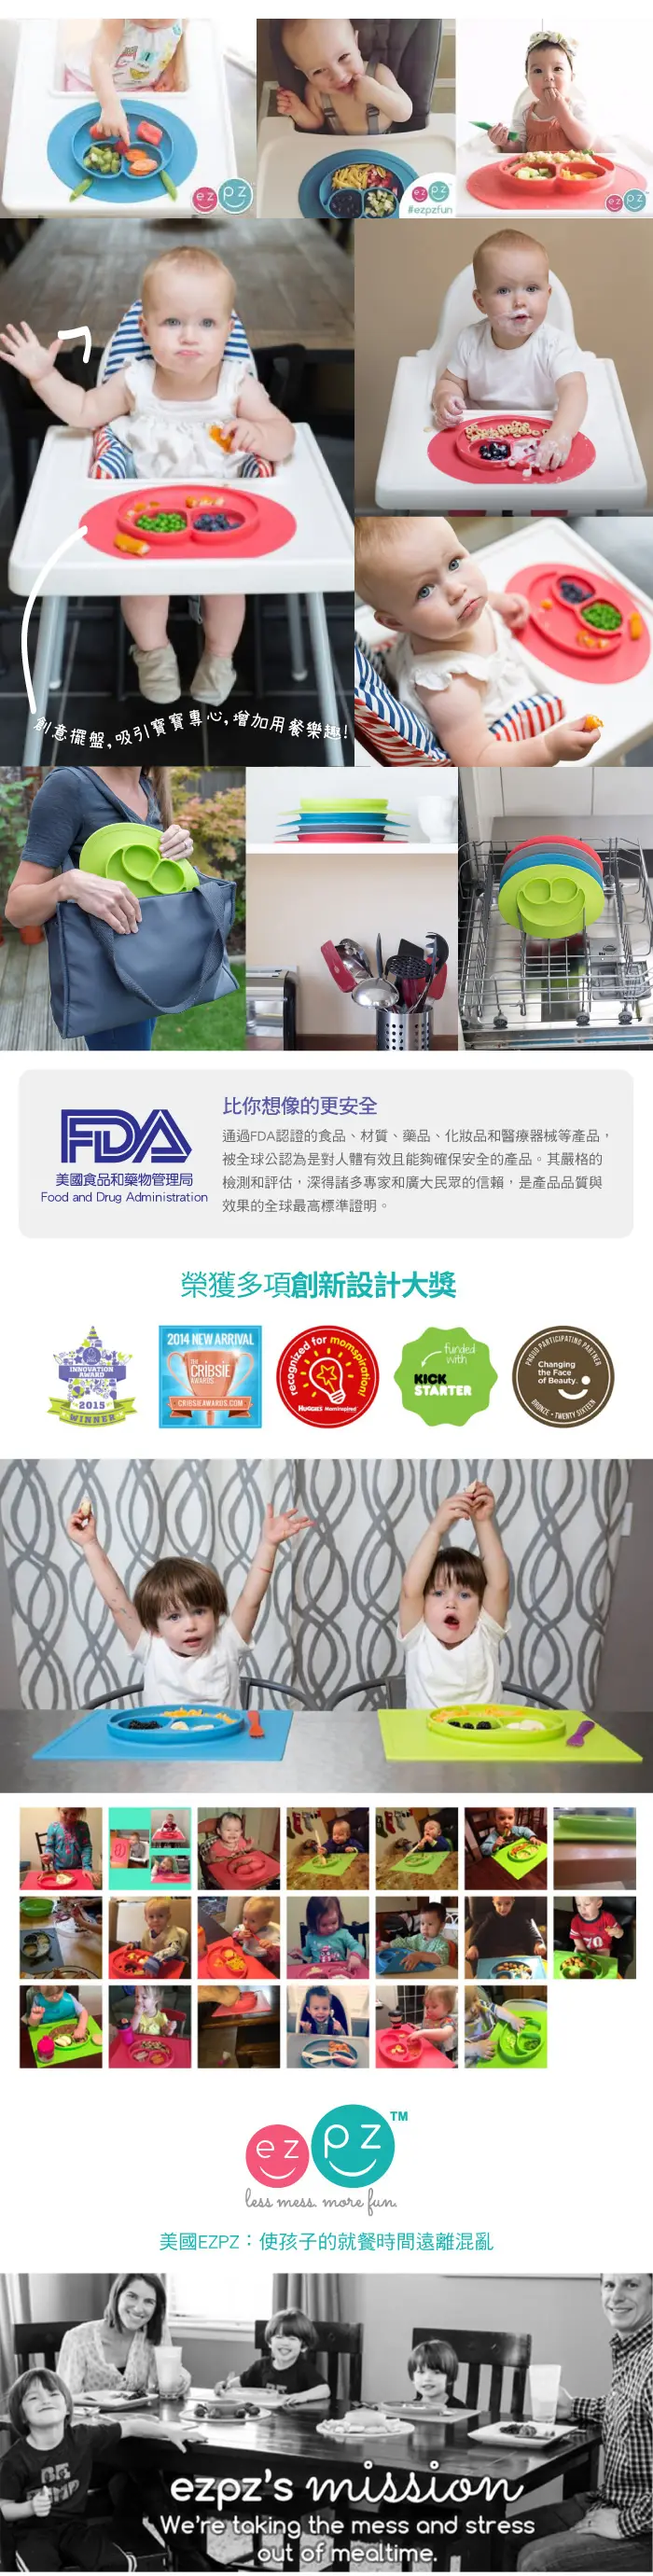 ez pz
ez pz
#ezpzfun
ez pz
創意擺盤,吸引寶寶專心,增加用餐樂趣!
FDA
美國食品和藥物管理局
Food and Drug Administration
比你想像的更安全
通過FDA認證的食品、材質、藥品、化妝品和醫療器械等產品,
被全球公認為是對人體有效且能夠確保安全的產品。其嚴格的
檢測和評估,深得諸多專家和廣大民眾的信賴,是產品品質與
效果的全球最高標準證明。
榮獲多項創新設計大獎
INNOVATION
AWARD
2015
WINNER
2014 NEW ARRIVAL
THE
CRIBSIE
AWARDS
CRIBSIEAWARDS.COM
recognized for momspiration!
HUGGIES MomInspired
funded
with
KICK
STARTER
PROUD PARTICIPATING PARTNER
Changing
the Face
of Beauty.
BRONZE • TWENTY SIXTEEN
70
ez pz TM
less mess. more fun.
美國EZPZ:使孩子的就餐時間遠離混亂
ezpz's mission
We're taking the mess and stress
out of mealtime.